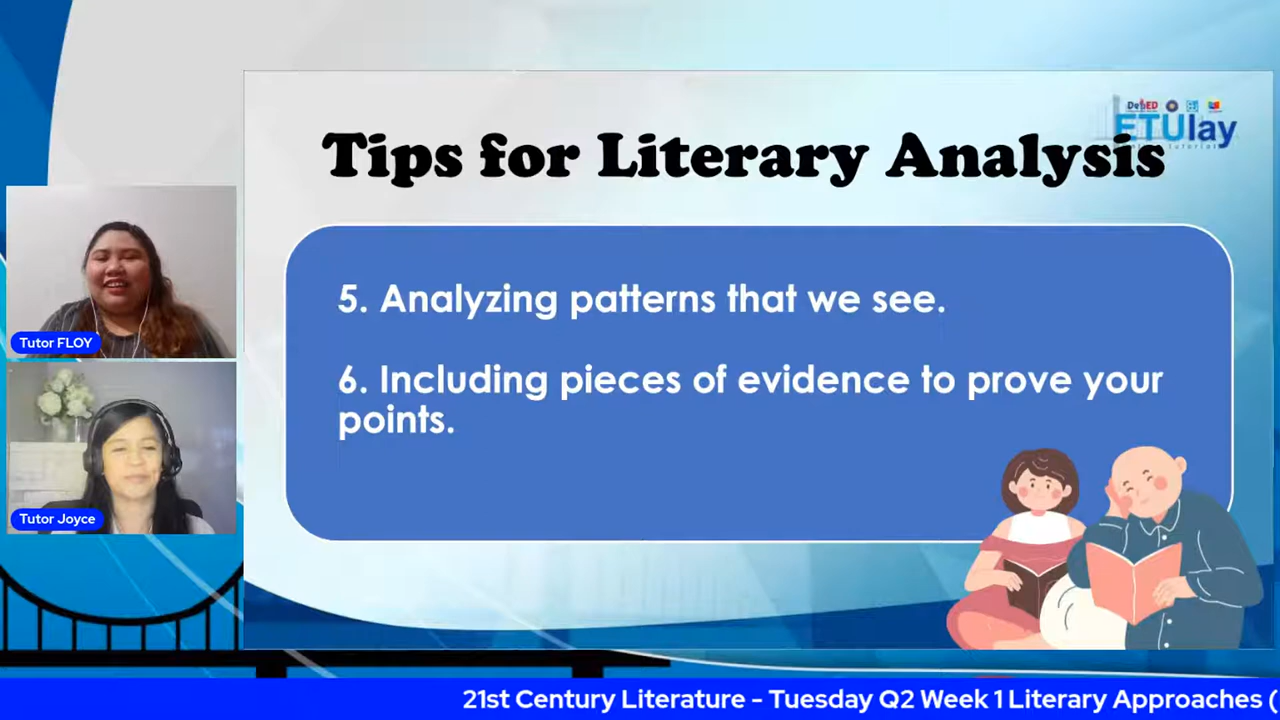 DepED
ETUlay
Tips for Literary Analysis
Tutor FLOY
5. Analyzing patterns that we see.
6. Including pieces of evidence to prove your
points.
Tutor Joyce
21st Century Literature - Tuesday Q2 Week 1 Literary Approaches (